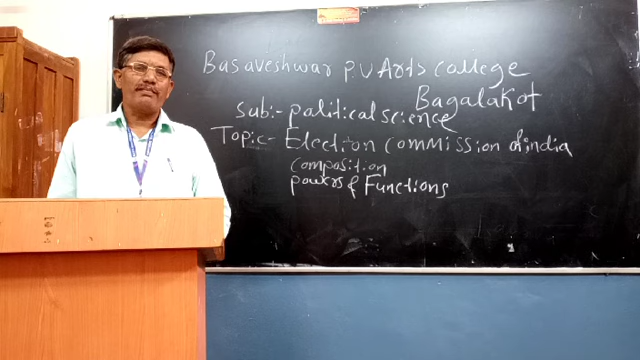 Basaveshwar P.U Arts college
Bagalakot
Sub:- political science
Topic- Election commission of india
composition
powers & Functions